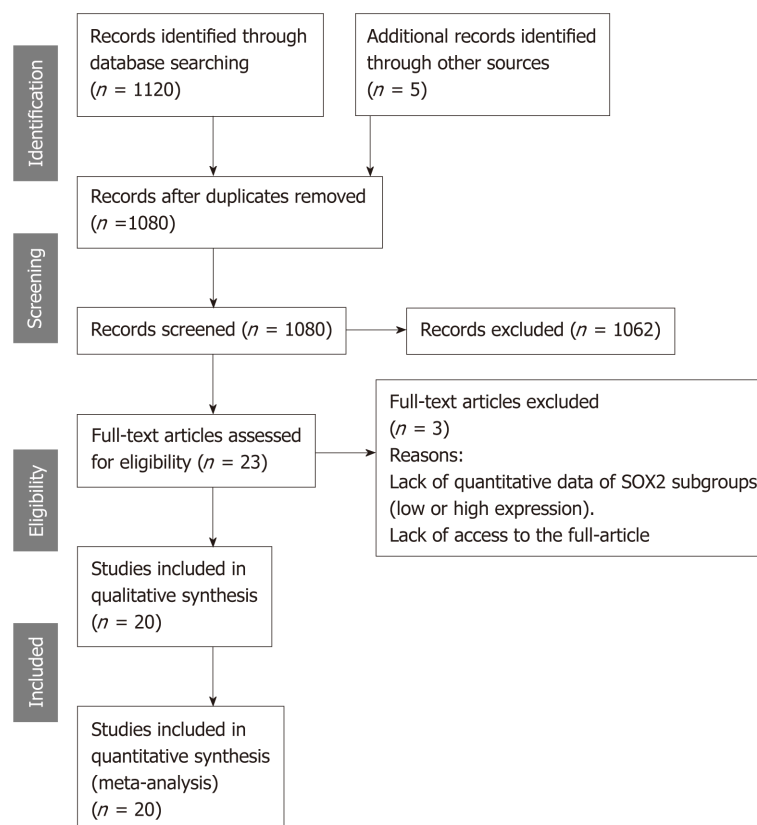 Identification
Records identified through
database searching
(n = 1120)
Additional records identified
through other sources
(n = 5)
Records after duplicates removed
(n =1080)
Screening
Records screened (n = 1080)
Records excluded (n = 1062)
Eligibility
Full-text articles assessed
for eligibility (n = 23)
Full-text articles excluded
(n = 3)
Reasons:
Lack of quantitative data of SOX2 subgroups
(low or high expression).
Lack of access to the full-article
Studies included in
qualitative synthesis
(n = 20)
Included
Studies included in
quantitative synthesis
(meta-analysis)
(n = 20)